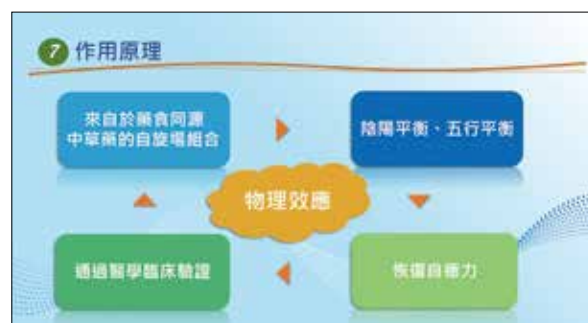 7 作用原理
來自於藥食同源
中草藥的自旋場組合
陰陽平衡、五行平衡
物理效應
通過醫學臨床驗證
恢復自癒力